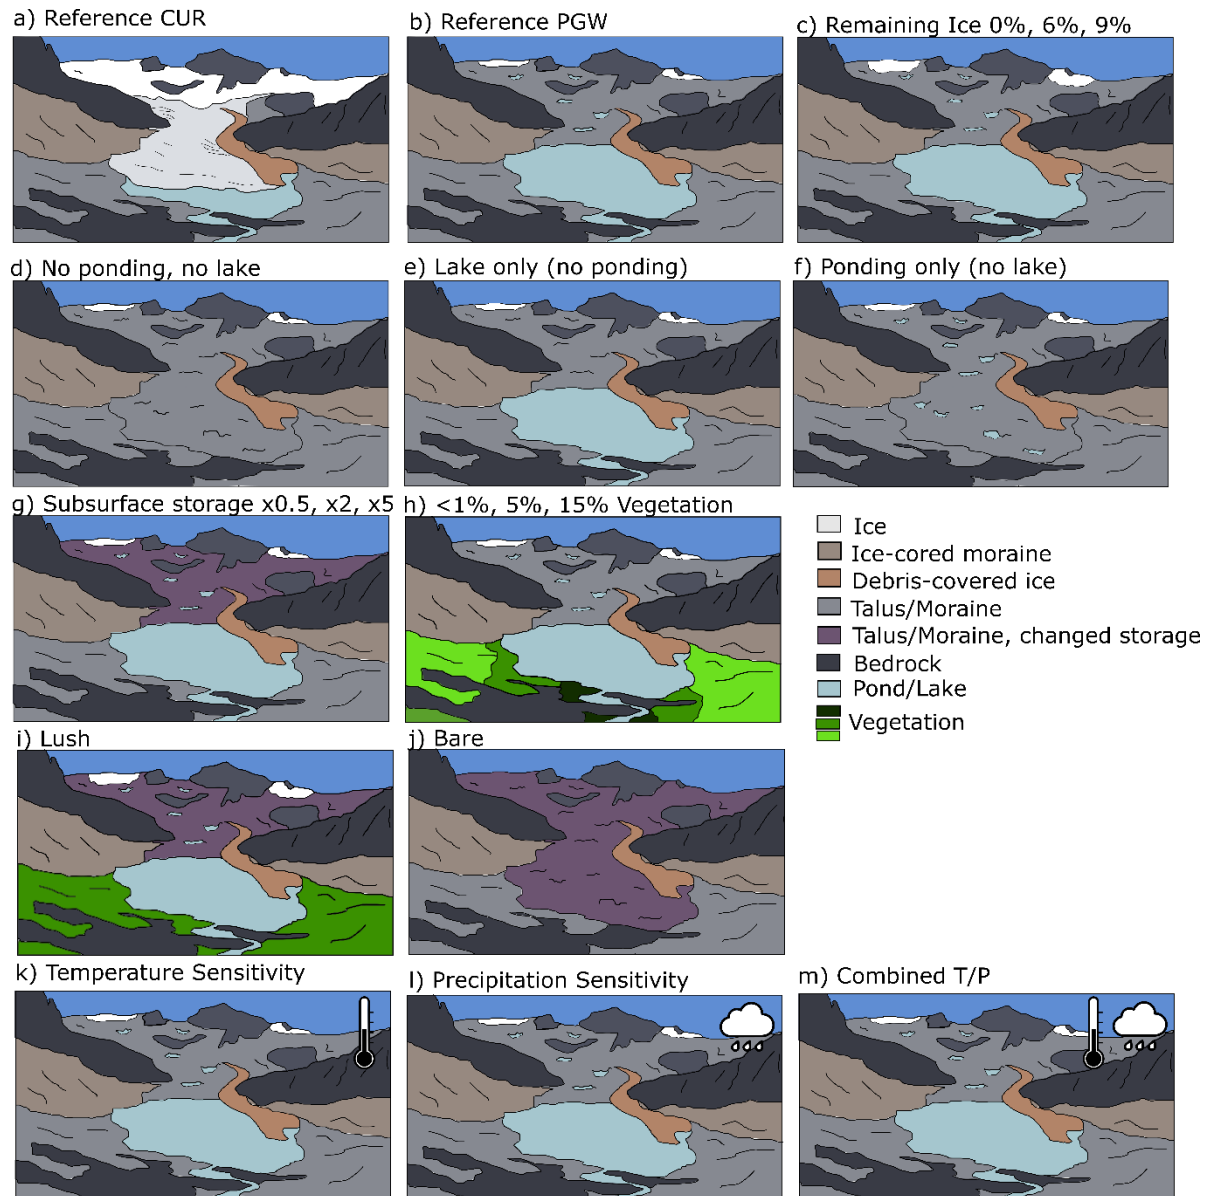 a) Reference CUR
b) Reference PGW
c) Remaining Ice 0%, 6%, 9%
d) No ponding, no lake
e) Lake only (no ponding)
f) Ponding only (no lake)
g) Subsurface storage x0.5, x2, x5
h) <1%, 5%, 15% Vegetation
Ice
Ice-cored moraine
Debris-covered ice
Talus/Moraine
Talus/Moraine, changed storage
Bedrock
Pond/Lake
Vegetation
i) Lush
j) Bare
k) Temperature Sensitivity
l) Precipitation Sensitivity
m) Combined T/P